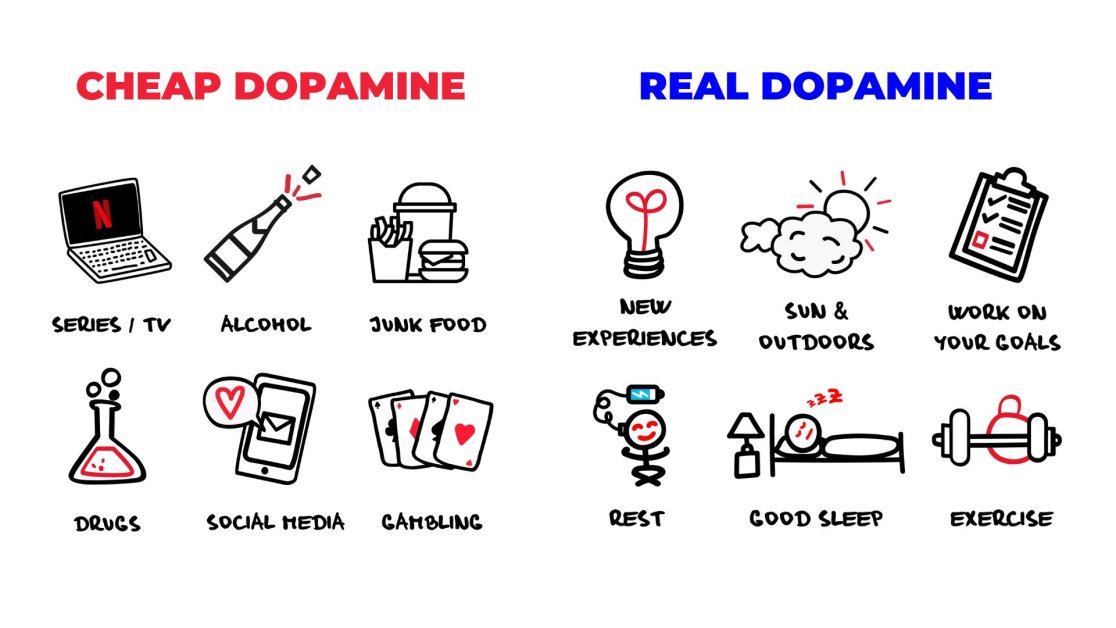 CHEAP DOPAMINE
N
SERIES / TV
ALCOHOL
JUNK FOOD
DRUGS
SOCIAL MEDIA
GAMBLING
REAL DOPAMINE
NEW
EXPERIENCES
SUN &
OUTDOORS
WORK ON
YOUR GOALS
REST
zzZ
GOOD SLEEP
EXERCISE